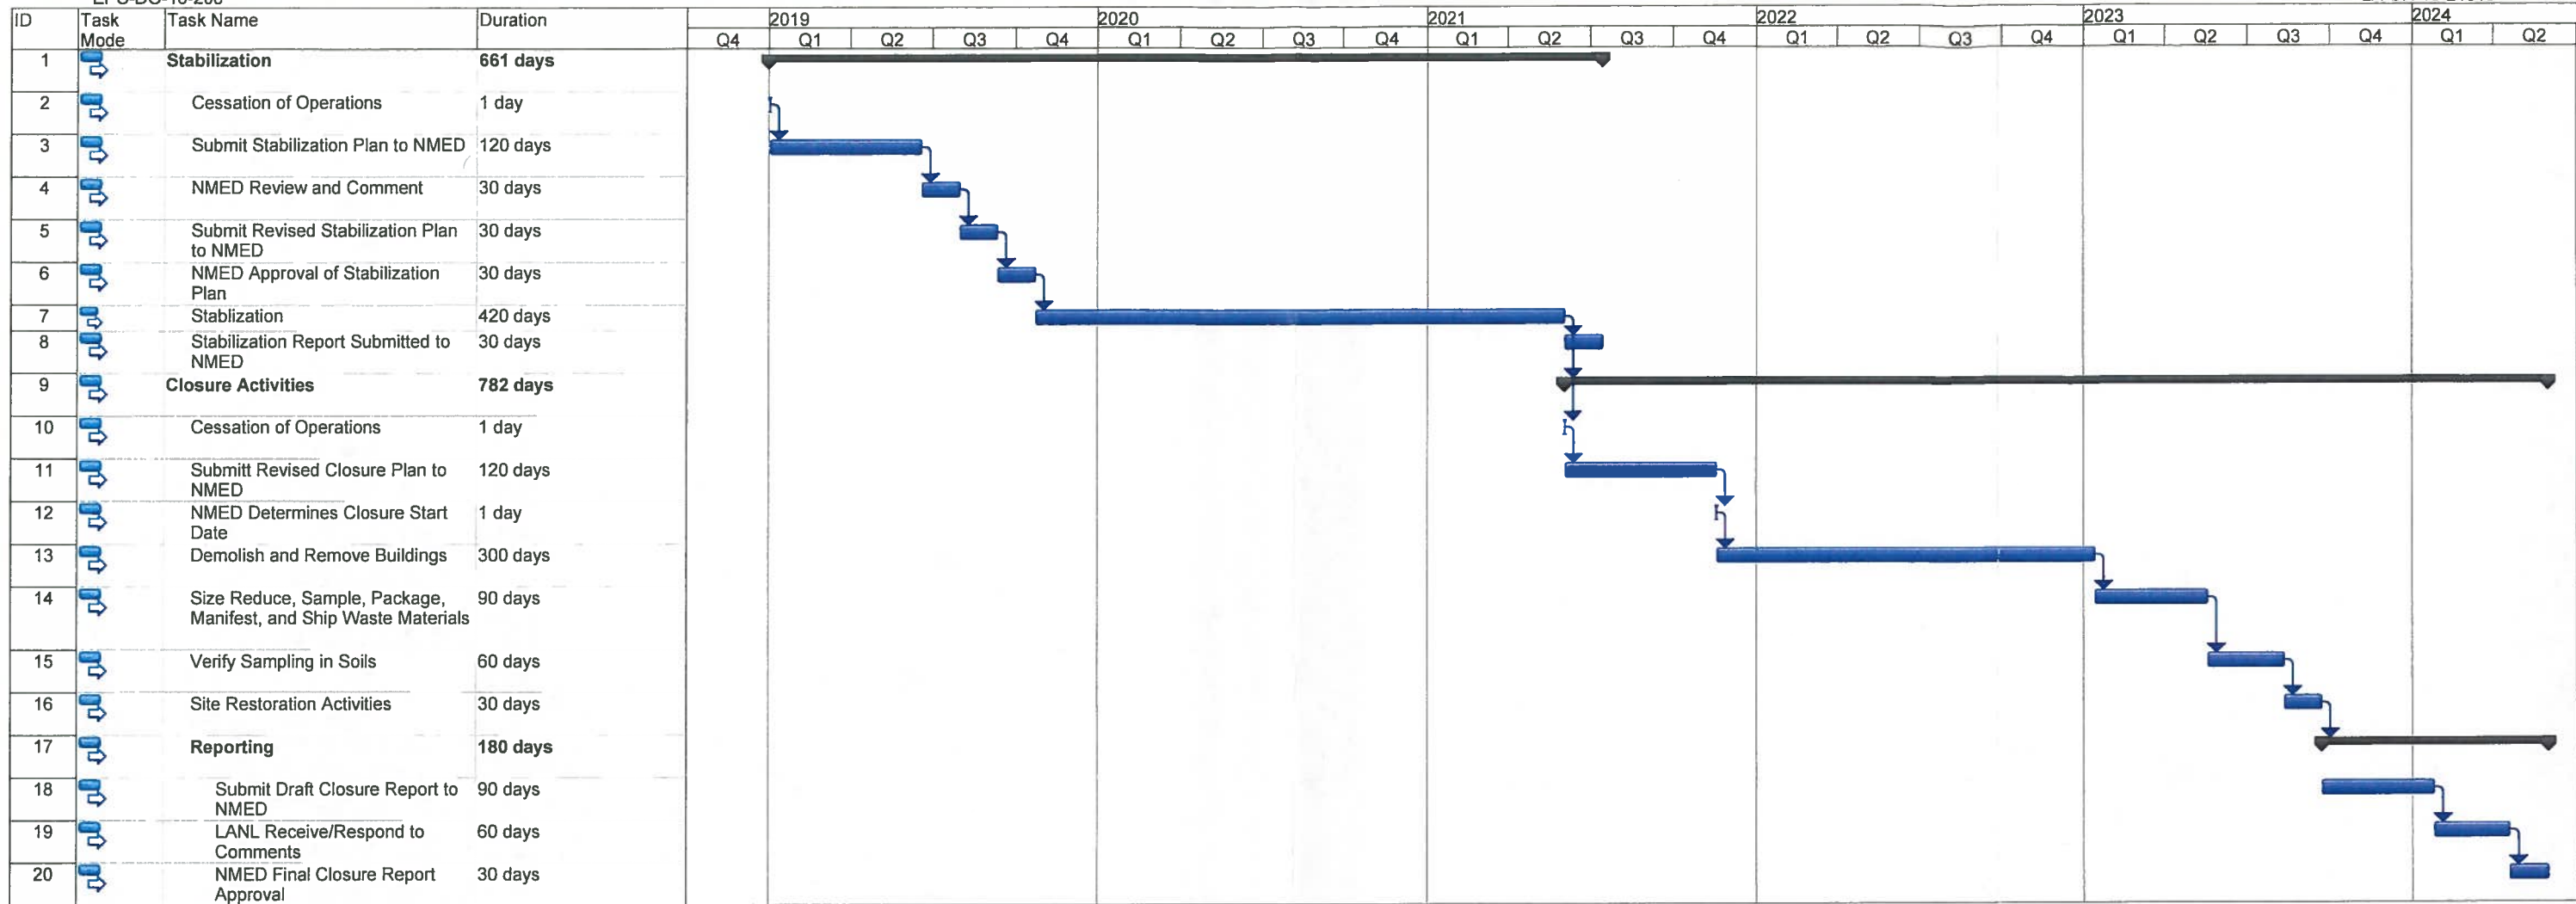 ID Task Mode Task Name Duration 2019 2020 2021 2022 2023 2024
Q4 Q1 Q2 Q3 Q4 Q1 Q2 Q3 Q4 Q1 Q2 Q3 Q4 Q1 Q2 Q3 Q4 Q1 Q2 Q3 Q4 Q1 Q2
1 Stabilization 661 days
2 Cessation of Operations 1 day
3 Submit Stabilization Plan to NMED 120 days
4 NMED Review and Comment 30 days
5 Submit Revised Stabilization Plan 30 days
to NMED
6 NMED Approval of Stabilization 30 days
Plan
7 Stablization 420 days
8 Stabilization Report Submitted to 30 days
NMED
9 Closure Activities 782 days
10 Cessation of Operations 1 day
11 Submitt Revised Closure Plan to 120 days
NMED
12 NMED Determines Closure Start 1 day
Date
13 Demolish and Remove Buildings 300 days
14 Size Reduce, Sample, Package, 90 days
Manifest, and Ship Waste Materials
15 Verify Sampling in Soils 60 days
16 Site Restoration Activities 30 days
17 Reporting 180 days
18 Submit Draft Closure Report to 90 days
NMED
19 LANL Receive/Respond to 60 days
Comments
20 NMED Final Closure Report 30 days
Approval